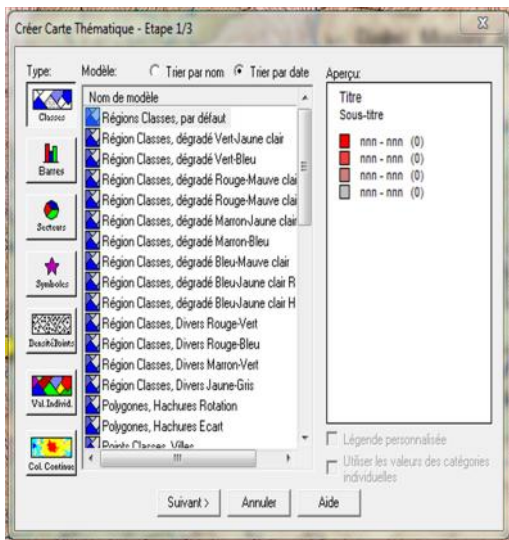 Créer Carte Thématique - Etape 1/3
Type:
Modèle:
Trier par nom
Trier par date
Aperçu:
Classes
Barres
Secteurs
Symboles
DensitéPoints
Val.Individ.
Col. Continue
Nom de modèle
Régions Classes, par défaut
Région Classes, dégradé Vert-Jaune clair
Région Classes, dégradé Vert-Bleu
Région Classes, dégradé Rouge-Mauve clai
Région Classes, dégradé Rouge-Mauve clai
Région Classes, dégradé Marron-Jaune clai
Région Classes, dégradé Marron-Bleu
Région Classes, dégradé Bleu-Mauve clair
Région Classes, dégradé Bleu-Jaune clair R
Région Classes, dégradé Bleu-Jaune clair H
Région Classes, Divers Rouge-Vert
Région Classes, Divers Rouge-Bleu
Région Classes, Divers Marron-Vert
Région Classes, Divers Jaune-Gris
Polygones, Hachures Rotation
Polygones, Hachures Ecart
Points Classes, Villes
Titre
Sous-titre
nnn - nnn (0)
nnn - nnn (0)
nnn - nnn (0)
nnn - nnn (0)
Légende personnalisée
Utiliser les valeurs des catégories
individuelles
Suivant >
Annuler
Aide